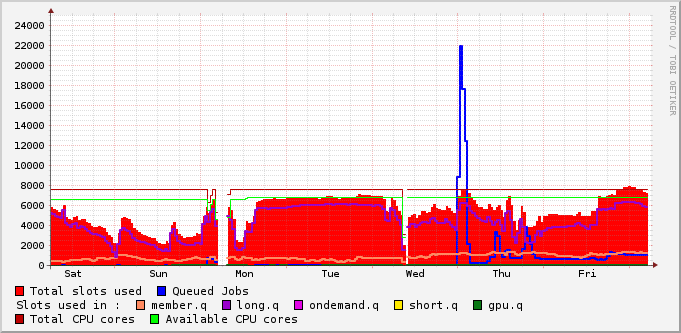 RRDTOOL / TOBI OETIKER
24000
22000
20000
18000
16000
14000
12000
10000
8000
6000
4000
2000
0
Sat Sun Mon Tue Wed Thu Fri
Total slots used Queued Jobs
Slots used in : member.q long.q ondemand.q short.q gpu.q
Total CPU cores Available CPU cores